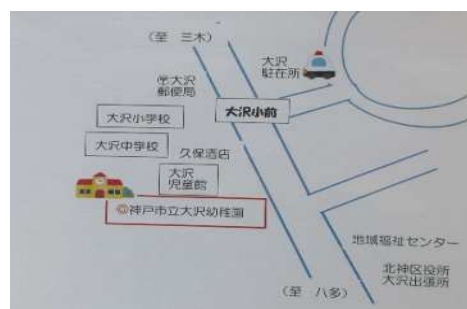 (至 三木)
大沢
駐在所
〒大沢
郵便局
大沢小前
大沢小学校
大沢中学校
久保酒店
大沢
児童館
◎神戸市立大沢幼稚園
地域福祉センター
北神区役所
大沢出張所
(至 八多)